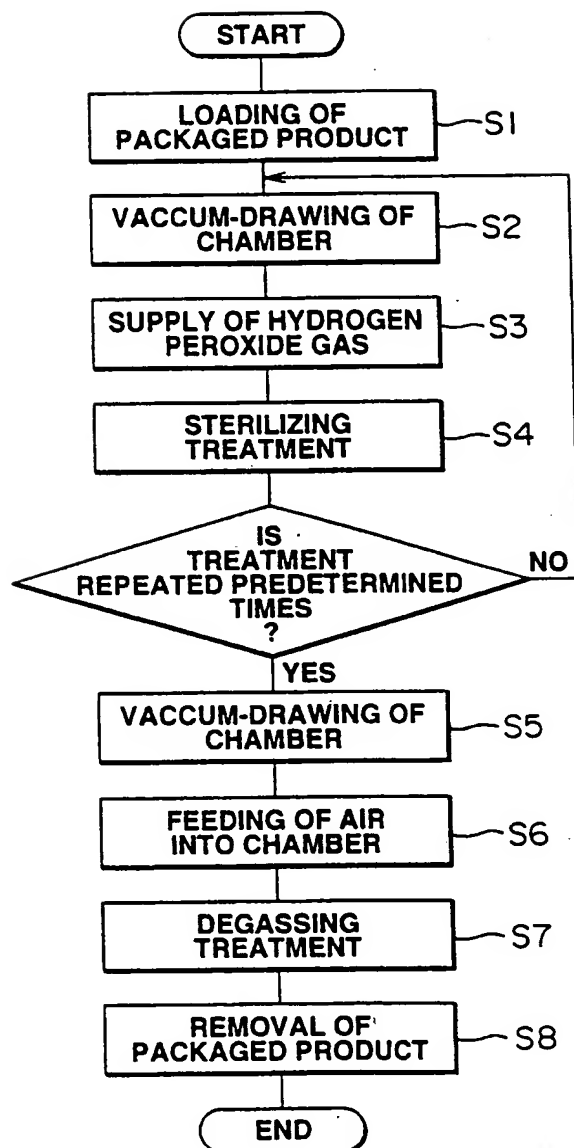 START
LOADING OF
PACKAGED PRODUCT
S1
VACCUM-DRAWING OF
CHAMBER
S2
SUPPLY OF HYDROGEN
PEROXIDE GAS
S3
STERILIZING
TREATMENT
S4
IS
TREATMENT
REPEATED PREDETERMINED
TIMES
?
NO
YES
VACCUM-DRAWING OF
CHAMBER
S5
FEEDING OF AIR
INTO CHAMBER
S6
DEGASSING
TREATMENT
S7
REMOVAL OF
PACKAGED PRODUCT
S8
END